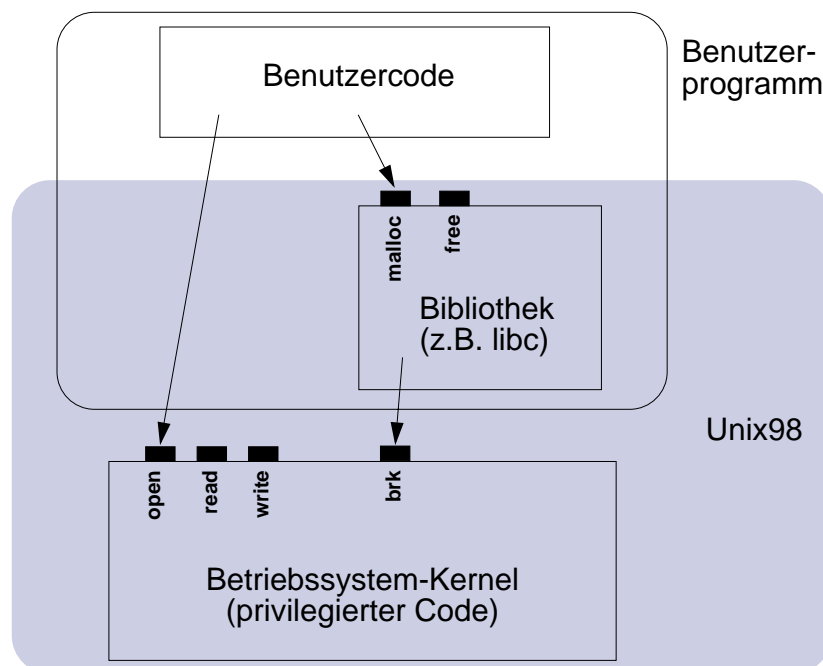 Benutzercode
Benutzer-
programm
malloc
free
Bibliothek
(z.B. libc)
Unix98
open
read
write
brk
Betriebssystem-Kernel
(privilegierter Code)